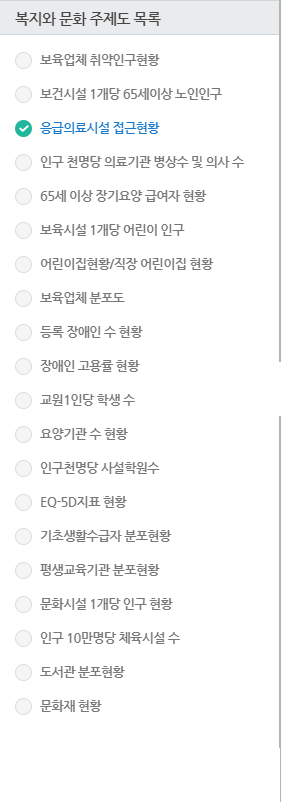 복지와 문화 주제도 목록
보육업체 취약인구현황
보건시설 1개당 65세이상 노인인구
응급의료시설 접근현황
인구 천명당 의료기관 병상수 및 의사 수
65세 이상 장기요양 급여자 현황
보육시설 1개당 어린이 인구
어린이집현황/직장 어린이집 현황
보육업체 분포도
등록 장애인 수 현황
장애인 고용률 현황
교원1인당 학생 수
요양기관 수 현황
인구천명당 사설학원수
EQ-5D지표 현황
기초생활수급자 분포현황
평생교육기관 분포현황
문화시설 1개당 인구 현황
인구 10만명당 체육시설 수
도서관 분포현황
문화재 현황